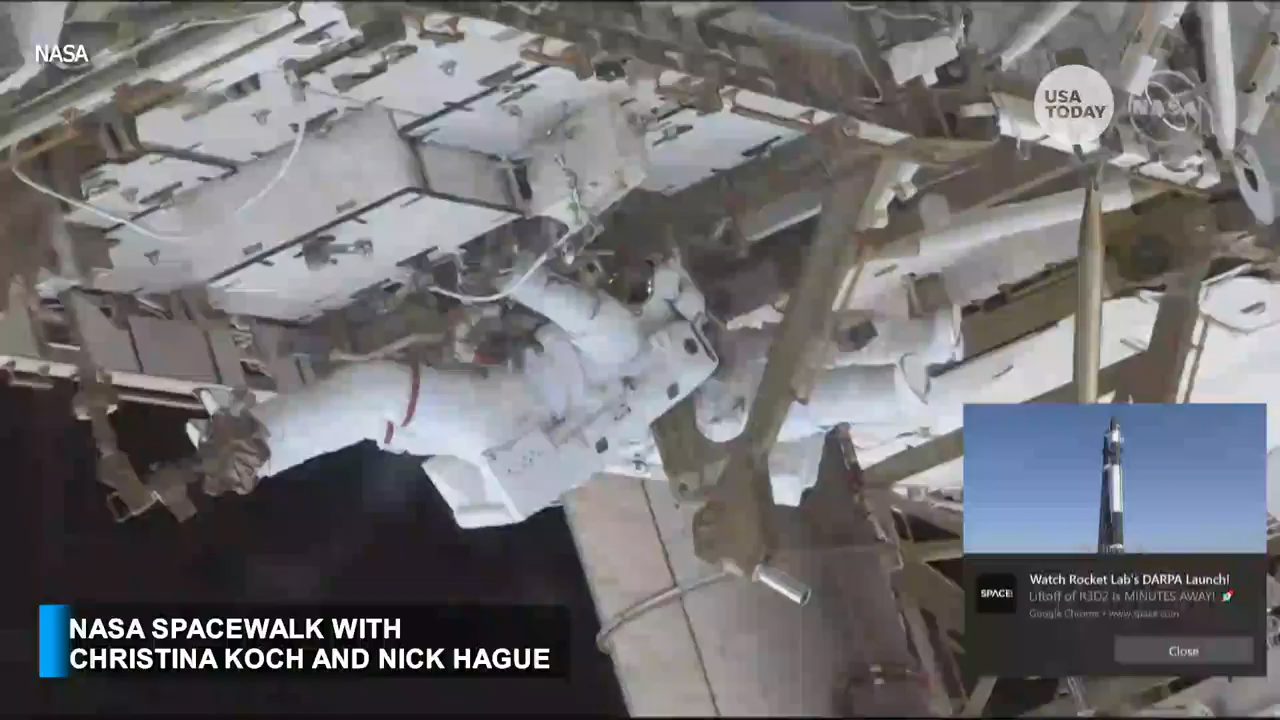 NASA
USA
TODAY
NASA
NASA SPACEWALK WITH
CHRISTINA KOCH AND NICK HAGUE
SPACE
Watch Rocket Lab's DARPA Launch!
Liftoff of R3D2 is MINUTES AWAY! 🚀
Google Chrome • www.space.com
Close